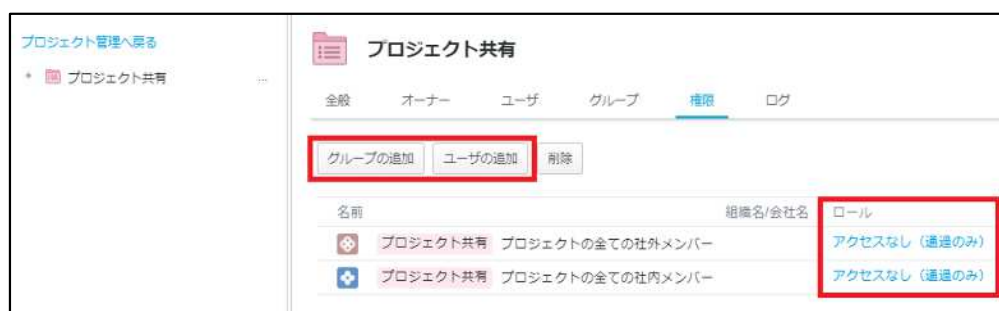 プロジェクト管理へ戻る
プロジェクト共有 ...
プロジェクト共有
全般 オーナー ユーザ グループ 権限 ログ
グループの追加 ユーザの追加 削除
名前 組織名/会社名 ロール
プロジェクト共有 プロジェクトの全ての社外メンバー アクセスなし（通過のみ）
プロジェクト共有 プロジェクトの全ての社内メンバー アクセスなし（通過のみ）